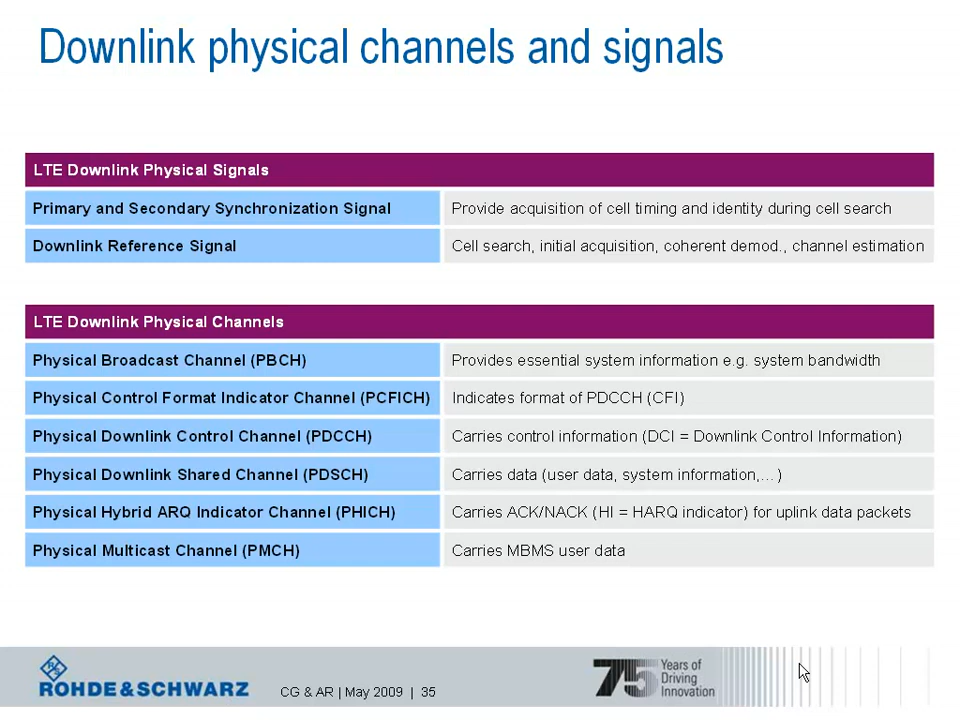 Downlink physical channels and signals
LTE Downlink Physical Signals
Primary and Secondary Synchronization Signal
Provide acquisition of cell timing and identity during cell search
Downlink Reference Signal
Cell search, initial acquisition, coherent demod., channel estimation
LTE Downlink Physical Channels
Physical Broadcast Channel (PBCH)
Provides essential system information e.g. system bandwidth
Physical Control Format Indicator Channel (PCFICH)
Indicates format of PDCCH (CFI)
Physical Downlink Control Channel (PDCCH)
Carries control information (DCI = Downlink Control Information)
Physical Downlink Shared Channel (PDSCH)
Carries data (user data, system information,…)
Physical Hybrid ARQ Indicator Channel (PHICH)
Carries ACK/NACK (HI = HARQ indicator) for uplink data packets
Physical Multicast Channel (PMCH)
Carries MBMS user data
R&S
ROHDE&SCHWARZ
CG & AR | May 2009 | 35
75
Years of
Driving
Innovation